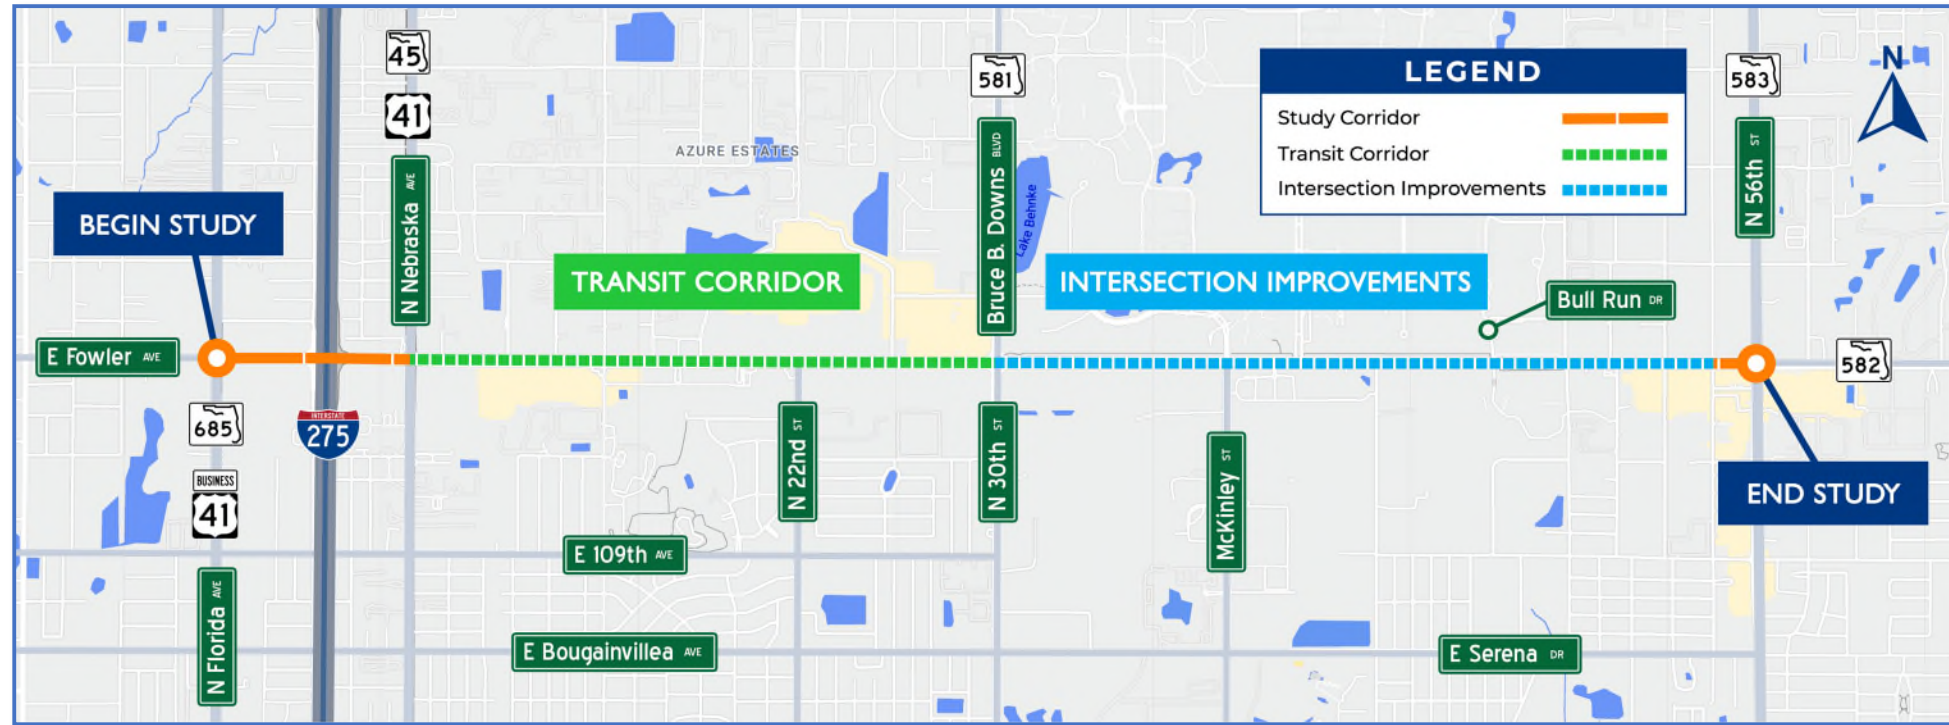 45
41
581
583
N
LEGEND
Study Corridor
Transit Corridor
Intersection Improvements
AZURE ESTATES
N Nebraska AVE
Bruce B. Downs BLVD
Lake Behnke
N 56th ST
BEGIN STUDY
TRANSIT CORRIDOR
INTERSECTION IMPROVEMENTS
Bull Run DR
E Fowler AVE
582
685
INTERSTATE
275
BUSINESS
41
N 22nd ST
N 30th ST
McKinley ST
END STUDY
E 109th AVE
N Florida AVE
E Bougainvillea AVE
E Serena DR